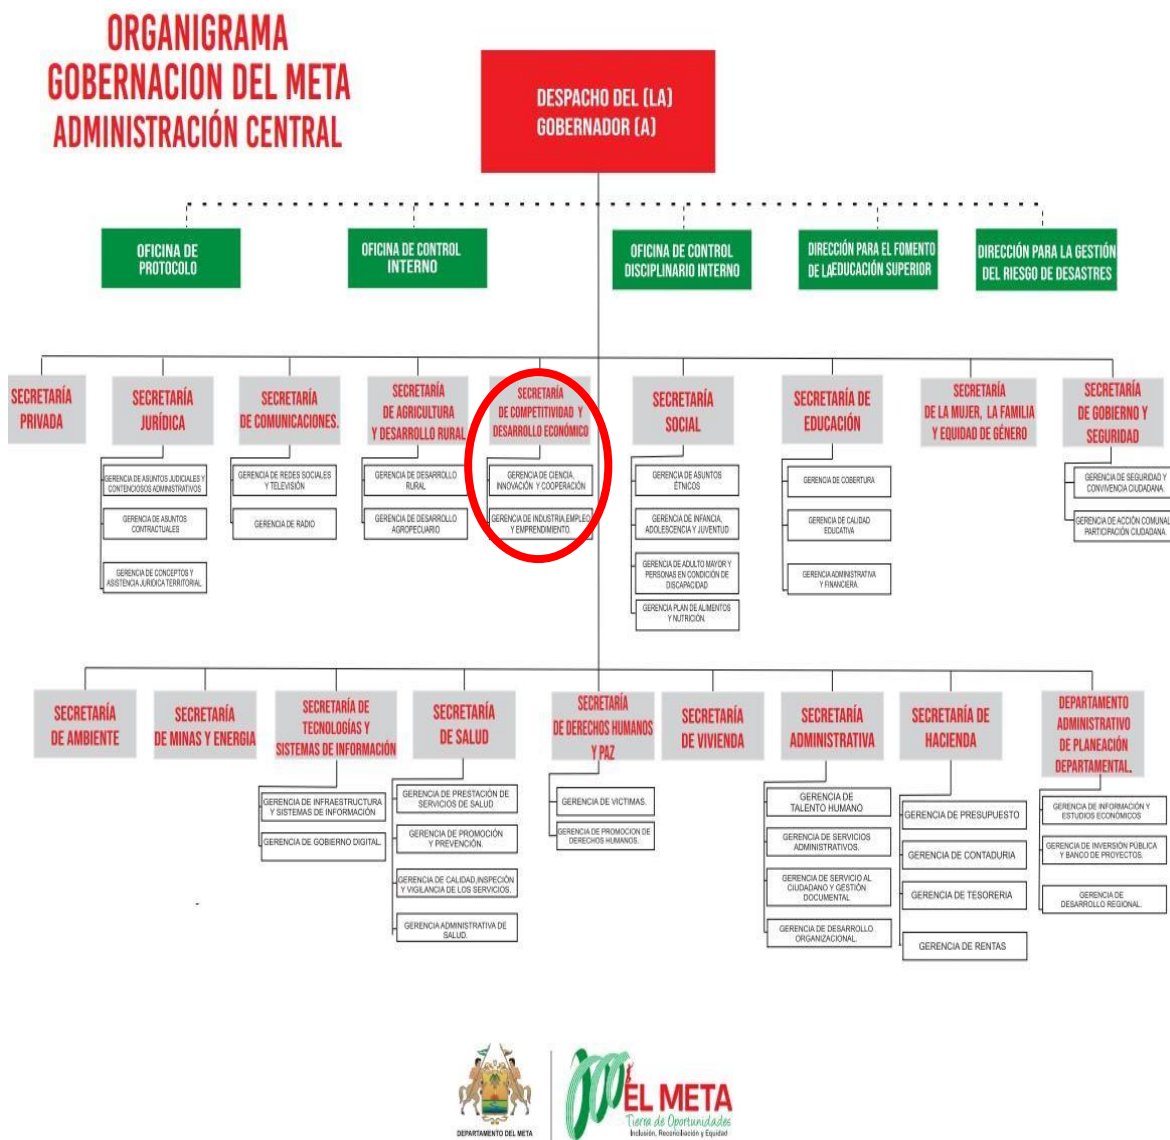 ORGANIGRAMA
GOBERNACION DEL META
ADMINISTRACIÓN CENTRAL
DESPACHO DEL (LA)
GOBERNADOR (A)
OFICINA DE
PROTOCOLO
OFICINA DE CONTROL
INTERNO
OFICINA DE CONTROL
DISCIPLINARIO INTERNO
DIRECCIÓN PARA EL FOMENTO
DE LA EDUCACIÓN SUPERIOR
DIRECCIÓN PARA LA GESTIÓN
DEL RIESGO DE DESASTRES
SECRETARÍA
PRIVADA
SECRETARÍA
JURÍDICA
GERENCIA DE ASUNTOS JUDICIALES Y
CONTENCIOSOS ADMINISTRATIVOS
GERENCIA DE ASUNTOS
CONTRACTUALES
GERENCIA DE CONCEPTOS Y
ASISTENCIA JURIDICA TERRITORIAL.
SECRETARÍA
DE COMUNICACIONES.
GERENCIA DE REDES SOCIALES
Y TELEVISIÓN
GERENCIA DE RADIO
SECRETARÍA
DE AGRICULTURA
Y DESARROLLO RURAL
GERENCIA DE DESARROLLO
RURAL
GERENCIA DE DESARROLLO
AGROPECUARIO
SECRETARÍA
DE COMPETITIVIDAD Y
DESARROLLO ECONÓMICO
GERENCIA DE CIENCIA,
INNOVACIÓN Y COOPERACIÓN
GERENCIA DE INDUSTRIA,EMPLEO
Y EMPRENDIMIENTO.
SECRETARÍA
SOCIAL
GERENCIA DE ASUNTOS
ÉTNICOS
GERENCIA DE INFANCIA,
ADOLESCENCIA Y JUVENTUD
GERENCIA DE ADULTO MAYOR Y
PERSONAS EN CONDICIÓN DE
DISCAPACIDAD
GERENCIA PLAN DE ALIMENTOS
Y NUTRICIÓN.
SECRETARÍA DE
EDUCACIÓN
GERENCIA DE COBERTURA
GERENCIA DE CALIDAD
EDUCATIVA
GERENCIA ADMINISTRATIVA
Y FINANCIERA.
SECRETARÍA
DE LA MUJER, LA FAMILIA
Y EQUIDAD DE GÉNERO
SECRETARÍA
DE GOBIERNO Y
SEGURIDAD
GERENCIA DE SEGURIDAD Y
CONVIVENCIA CIUDADANA.
GERENCIA DE ACCIÓN COMUNAL
PARTICIPACIÓN CIUDADANA.
SECRETARÍA
DE AMBIENTE
SECRETARÍA
DE MINAS Y ENERGIA
SECRETARÍA DE
TECNOLOGÍAS Y
SISTEMAS DE INFORMACIÓN
GERENCIA DE INFRAESTRUCTURA
Y SISTEMAS DE INFORMACIÓN
GERENCIA DE GOBIERNO DIGITAL.
SECRETARÍA
DE SALUD
GERENCIA DE PRESTACIÓN DE
SERVICIOS DE SALUD
GERENCIA DE PROMOCIÓN
Y PREVENCIÓN.
GERENCIA DE CALIDAD,INSPECIÓN
Y VIGILANCIA DE LOS SERVICIOS.
GERENCIA ADMINISTRATIVA DE
SALUD.
SECRETARÍA
DE DERECHOS HUMANOS
Y PAZ
GERENCIA DE VICTIMAS.
GERENCIA DE PROMOCION DE
DERECHOS HUMANOS.
SECRETARÍA
DE VIVIENDA
SECRETARÍA
ADMINISTRATIVA
GERENCIA DE
TALENTO HUMANO
GERENCIA DE SERVICIOS
ADMINISTRATIVOS.
GERENCIA DE SERVICIO AL
CIUDADANO Y GESTIÓN
DOCUMENTAL
GERENCIA DE DESARROLLO
ORGANIZACIONAL.
SECRETARÍA DE
HACIENDA
GERENCIA DE PRESUPUESTO
GERENCIA DE CONTADURIA
GERENCIA DE TESORERIA
GERENCIA DE RENTAS
DEPARTAMENTO
ADMINISTRATIVO
DE PLANEACIÓN
DEPARTAMENTAL.
GERENCIA DE INFORMACIÓN Y
ESTUDIOS ECONÓMICOS
GERENCIA DE INVERSIÓN PÚBLICA
Y BANCO DE PROYECTOS.
GERENCIA DE
DESARROLLO REGIONAL.
DEPARTAMENTO DEL META
EL META
Tierra de Oportunidades
Inclusión, Reconciliación y Equidad